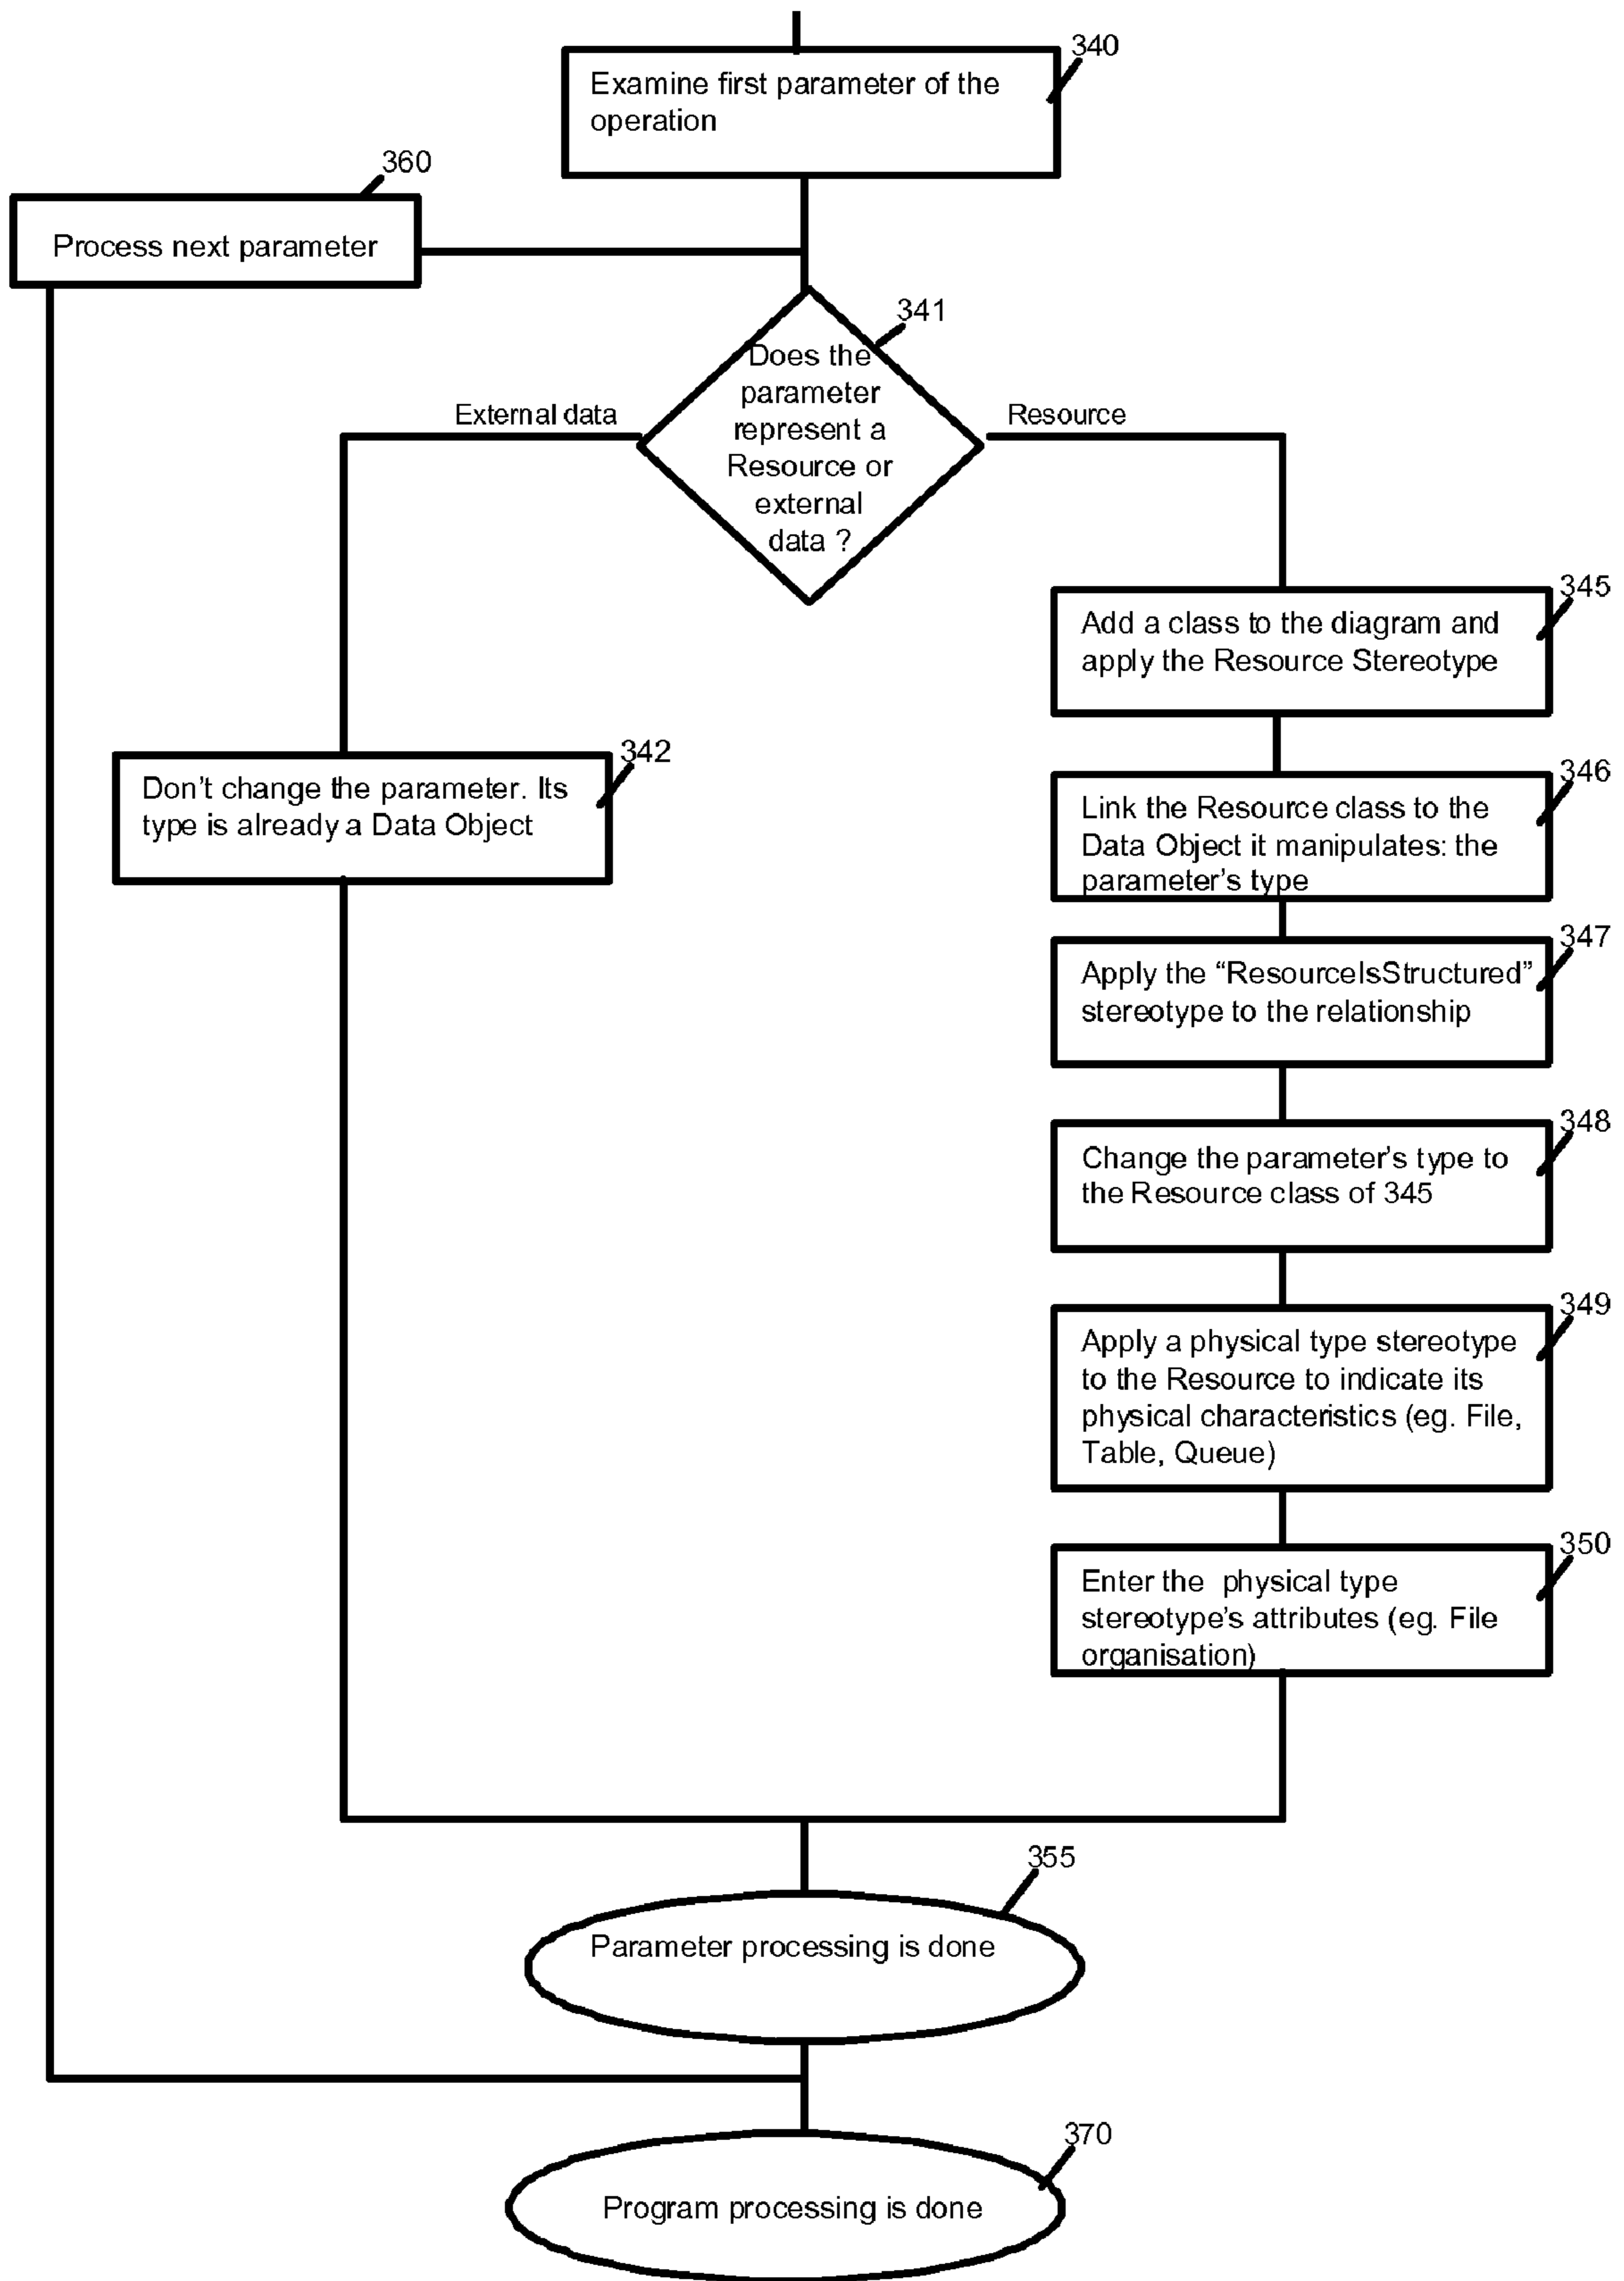 340
Examine first parameter of the
operation
360
Process next parameter
341
Does the
parameter
represent a
Resource or
external
data ?
External data
Resource
345
Add a class to the diagram and
apply the Resource Stereotype
342
Don't change the parameter. Its
type is already a Data Object
346
Link the Resource class to the
Data Object it manipulates: the
parameter's type
347
Apply the “ResourceIsStructured”
stereotype to the relationship
348
Change the parameter's type to
the Resource class of 345
349
Apply a physical type stereotype
to the Resource to indicate its
physical characteristics (eg. File,
Table, Queue)
350
Enter the physical type
stereotype's attributes (eg. File
organisation)
355
Parameter processing is done
370
Program processing is done